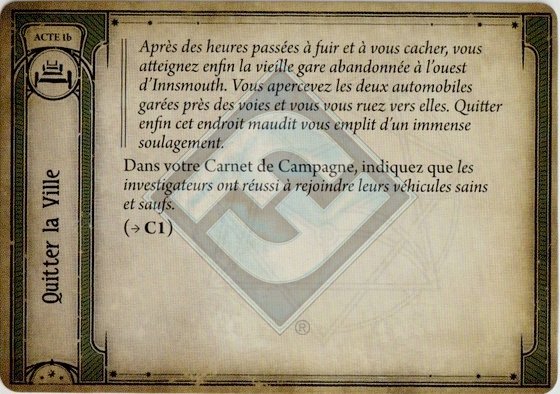 ACTE 1b
Après des heures passées à fuir et à vous cacher, vous
atteignez enfin la vieille gare abandonnée à l'ouest
d'Innsmouth. Vous apercevez les deux automobiles
garées près des voies et vous vous ruez vers elles. Quitter
enfin cet endroit maudit vous emplit d'un immense
soulagement.
Dans votre Carnet de Campagne, indiquez que les
investigateurs ont réussi à rejoindre leurs véhicules sains
et saufs.
(→ C1)
Quitter la Ville
®